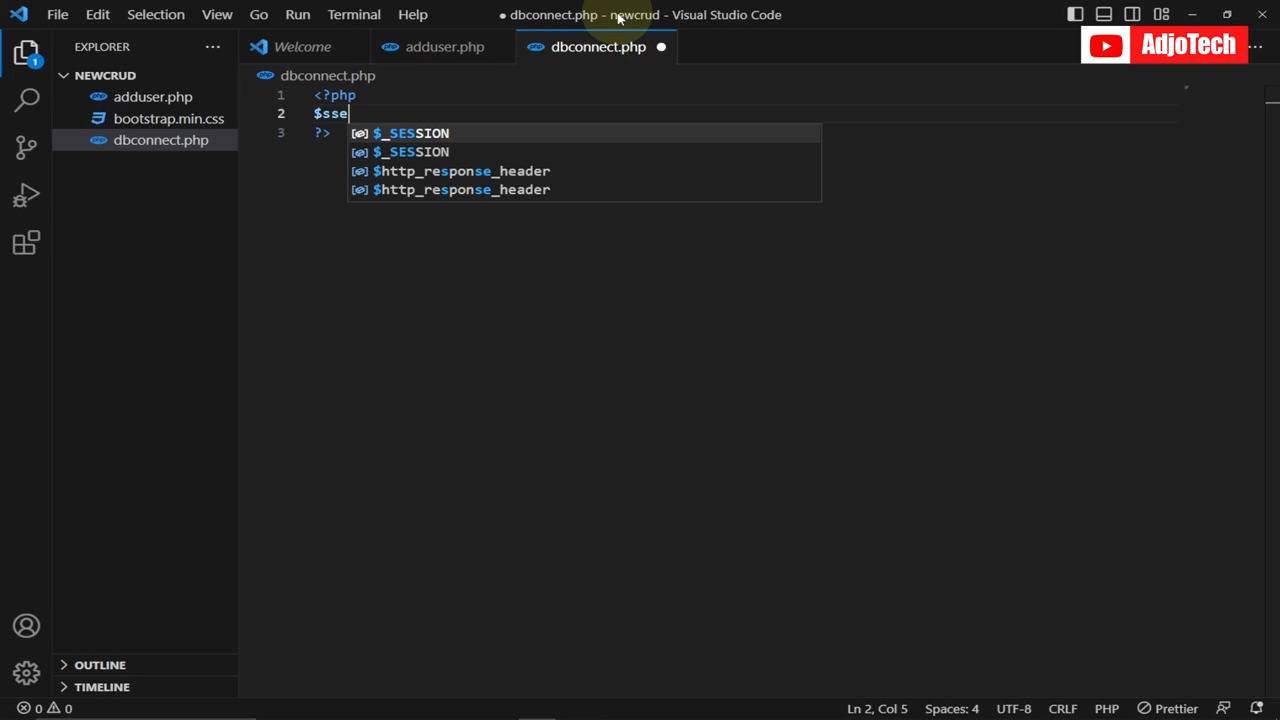 File Edit Selection View Go Run Terminal Help
● dbconnect.php - newcrud - Visual Studio Code
AdjoTech
EXPLORER
Welcome
adduser.php
dbconnect.php
NEWCRUD
adduser.php
bootstrap.min.css
dbconnect.php
1
dbconnect.php
1 <?php
2 $sse
3 ?>
$_SESSION
$_SESSION
$http_response_header
$http_response_header
OUTLINE
TIMELINE
0 0
Ln 2, Col 5 Spaces: 4 UTF-8 CRLF PHP Prettier